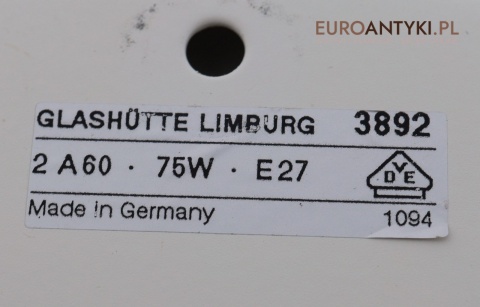 EUROANTYKI.PL
GLASHÜTTE LIMBURG 3892
2 A60 · 75W · E27
VDE
Made in Germany 1094